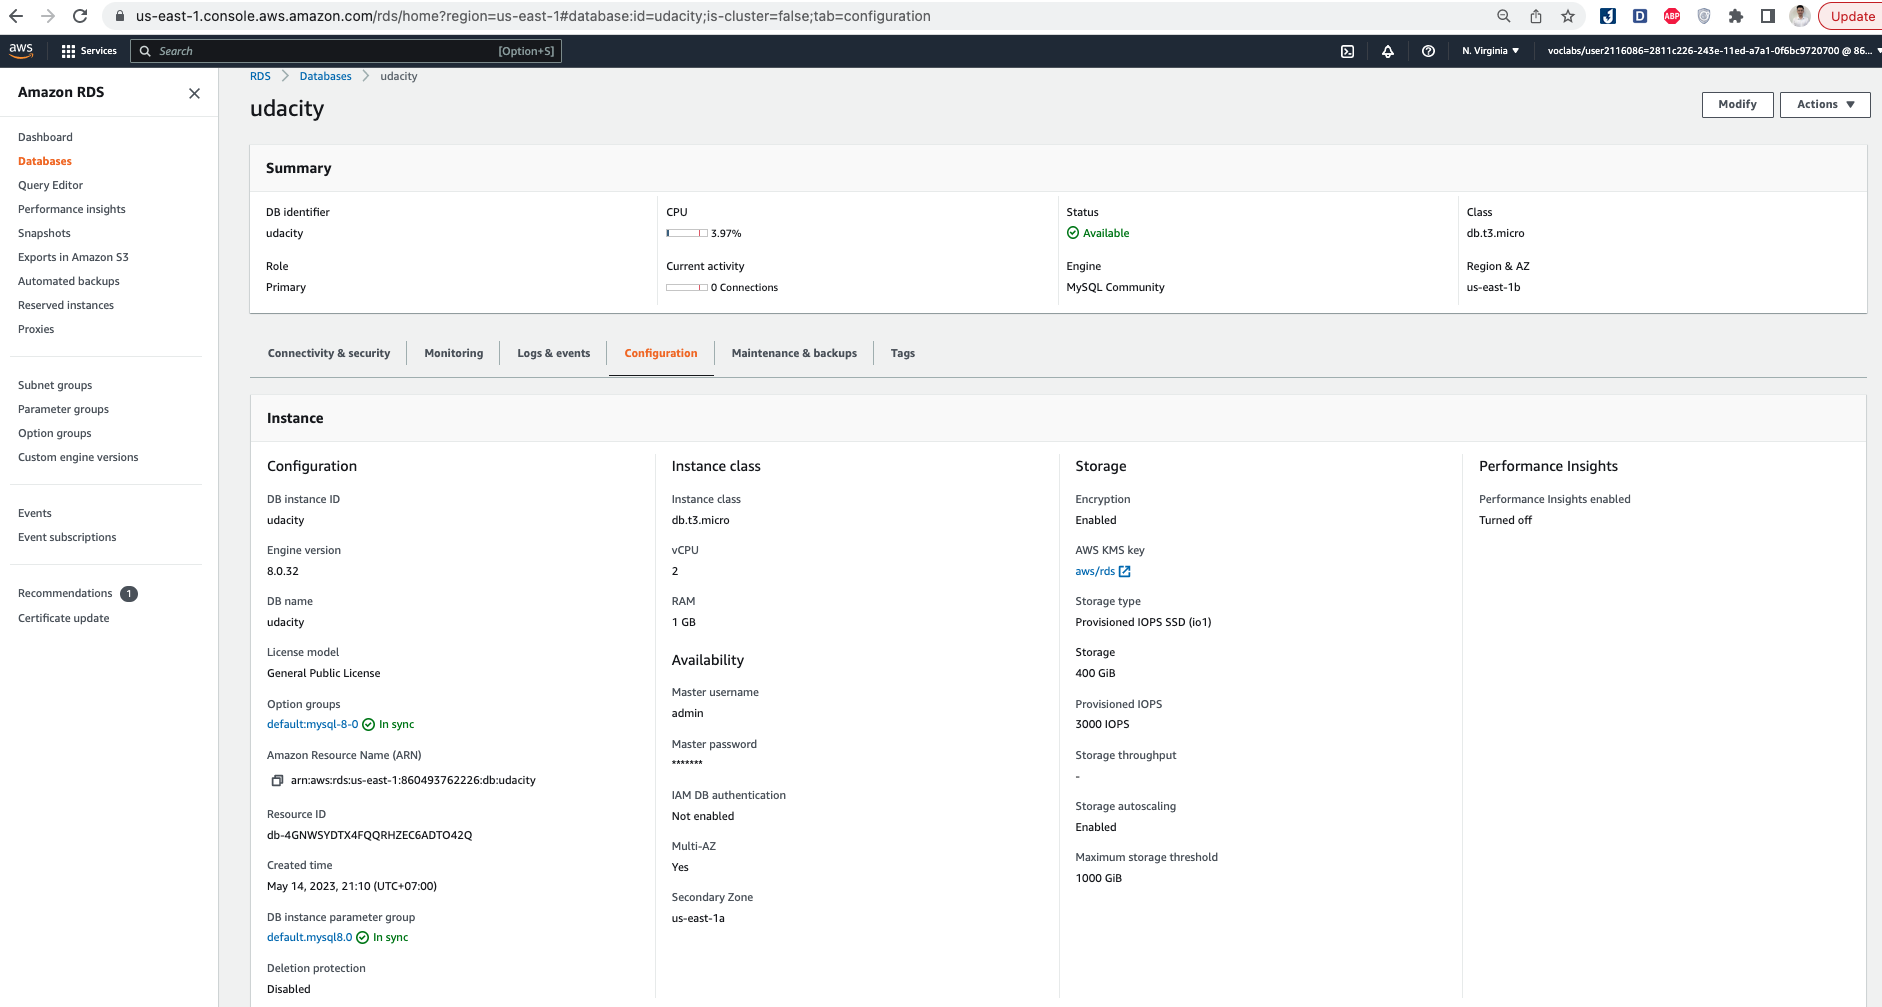 us-east-1.console.aws.amazon.com/rds/home?region=us-east-1#database:id=udacity;is-cluster=false;tab=configuration
ABP
Update
aws
Services
Search
[Option+S]
N. Virginia
voclabs/user2116086=2811c226-243e-11ed-a7a1-0f6bc9720700 @ 86...
Amazon RDS
Dashboard
Databases
Query Editor
Performance insights
Snapshots
Exports in Amazon S3
Automated backups
Reserved instances
Proxies
Subnet groups
Parameter groups
Option groups
Custom engine versions
Events
Event subscriptions
Recommendations 1
Certificate update
RDS > Databases > udacity
udacity
Modify
Actions
Summary
DB identifier
udacity
Role
Primary
CPU
3.97%
Current activity
0 Connections
Status
Available
Engine
MySQL Community
Class
db.t3.micro
Region & AZ
us-east-1b
Connectivity & security
Monitoring
Logs & events
Configuration
Maintenance & backups
Tags
Instance
Configuration
DB instance ID
udacity
Engine version
8.0.32
DB name
udacity
License model
General Public License
Option groups
default:mysql-8-0 In sync
Amazon Resource Name (ARN)
arn:aws:rds:us-east-1:860493762226:db:udacity
Resource ID
db-4GNWSYDTX4FQQRHZEC6ADTO42Q
Created time
May 14, 2023, 21:10 (UTC+07:00)
DB instance parameter group
default.mysql8.0 In sync
Deletion protection
Disabled
Instance class
Instance class
db.t3.micro
vCPU
2
RAM
1 GB
Availability
Master username
admin
Master password
*******
IAM DB authentication
Not enabled
Multi-AZ
Yes
Secondary Zone
us-east-1a
Storage
Encryption
Enabled
AWS KMS key
aws/rds
Storage type
Provisioned IOPS SSD (io1)
Storage
400 GiB
Provisioned IOPS
3000 IOPS
Storage throughput
-
Storage autoscaling
Enabled
Maximum storage threshold
1000 GiB
Performance Insights
Performance Insights enabled
Turned off